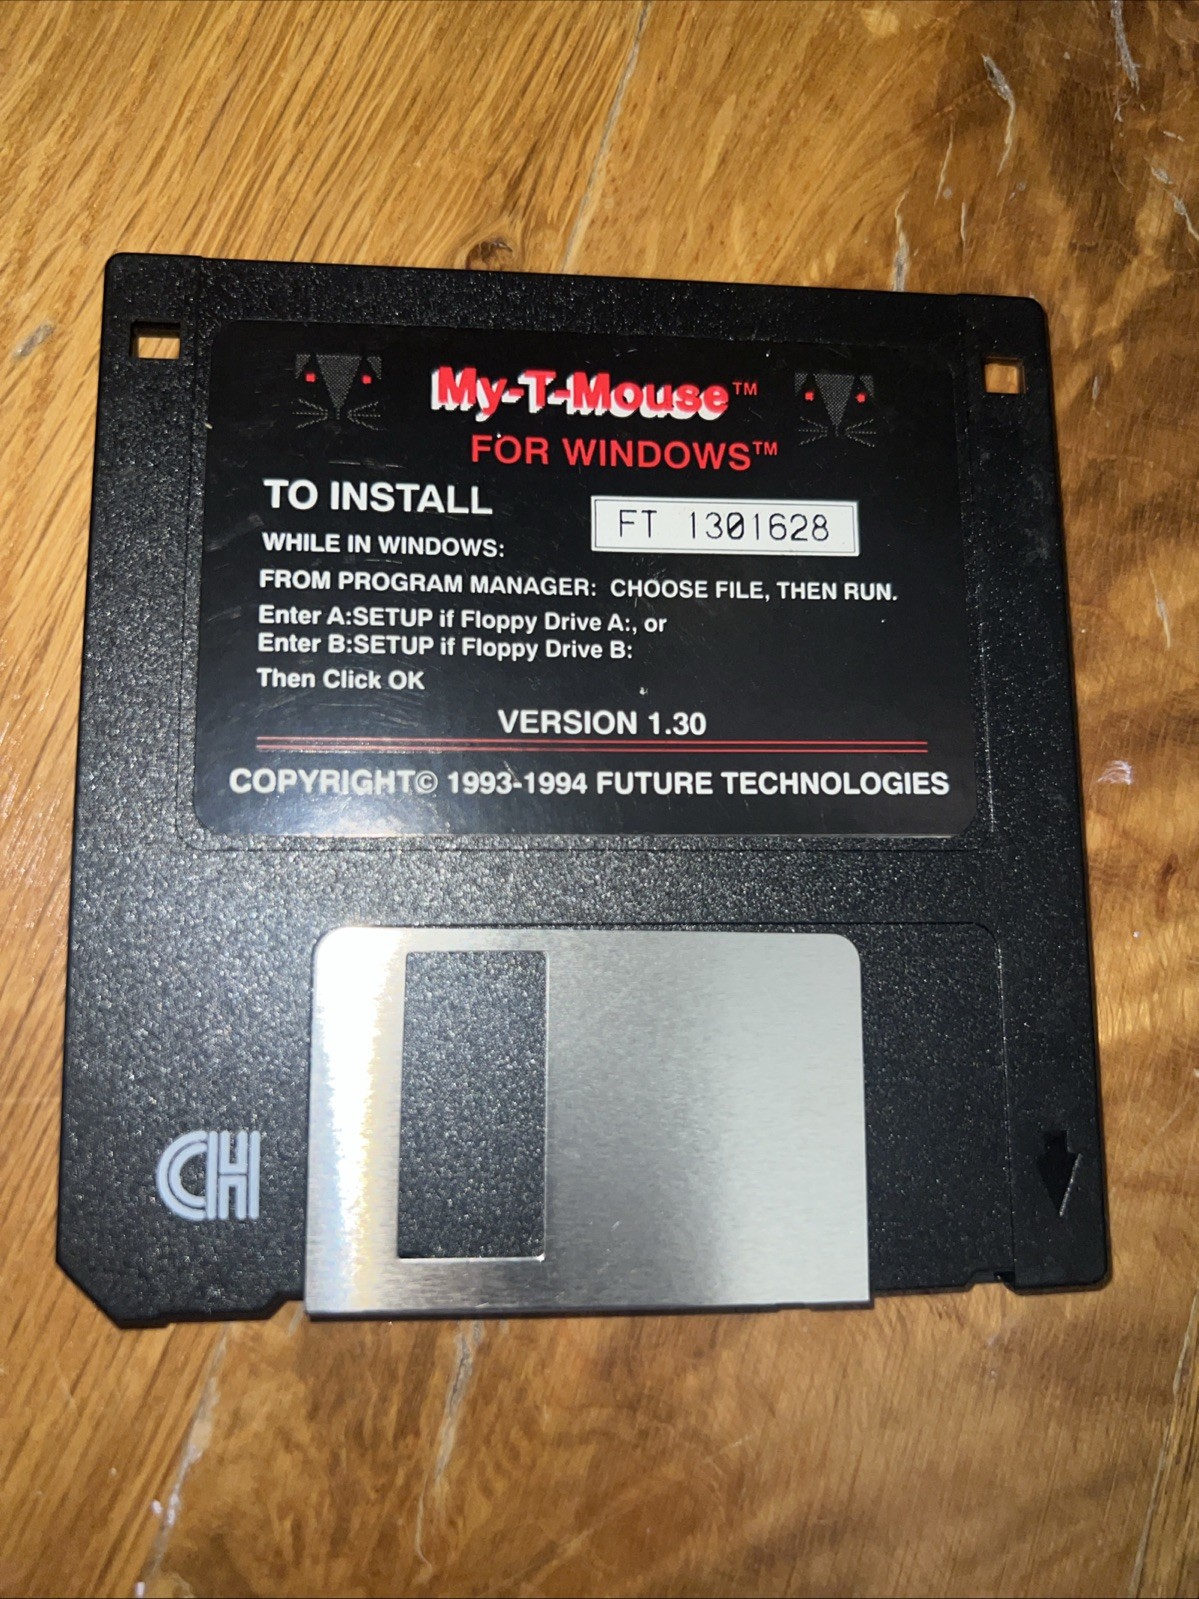 My-T-Mouse™
FOR WINDOWS™
TO INSTALL
FT 1301628
WHILE IN WINDOWS:
FROM PROGRAM MANAGER: CHOOSE FILE, THEN RUN.
Enter A:SETUP if Floppy Drive A:, or
Enter B:SETUP if Floppy Drive B:
Then Click OK
VERSION 1.30
COPYRIGHT© 1993-1994 FUTURE TECHNOLOGIES
CH